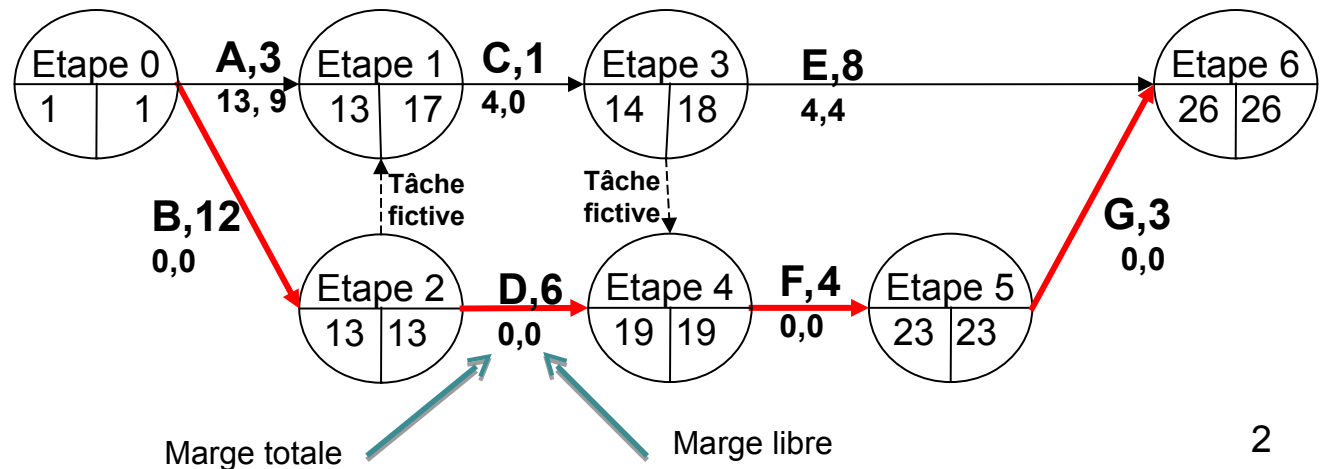 Etape 0
A,3
Etape 1
C,1
Etape 3
E,8
Etape 6
1 1
13, 9
13 17
4,0
14 18
4,4
26 26
Tâche
fictive
Tâche
fictive
B,12
0,0
G,3
0,0
Etape 2
D,6
Etape 4
F,4
Etape 5
13 13
0,0
19 19
0,0
23 23
Marge totale
Marge libre
2